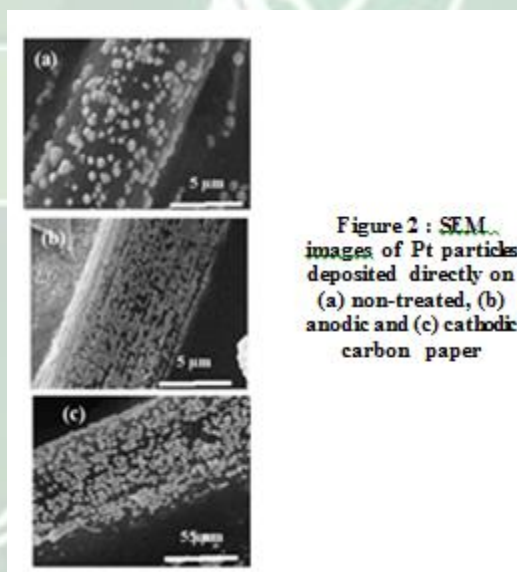 (a)
5 µm
(b)
5 µm
(c)
Figure 2 : SEM
images of Pt particles
deposited directly on
(a) non-treated, (b)
anodic and (c) cathodic
carbon paper